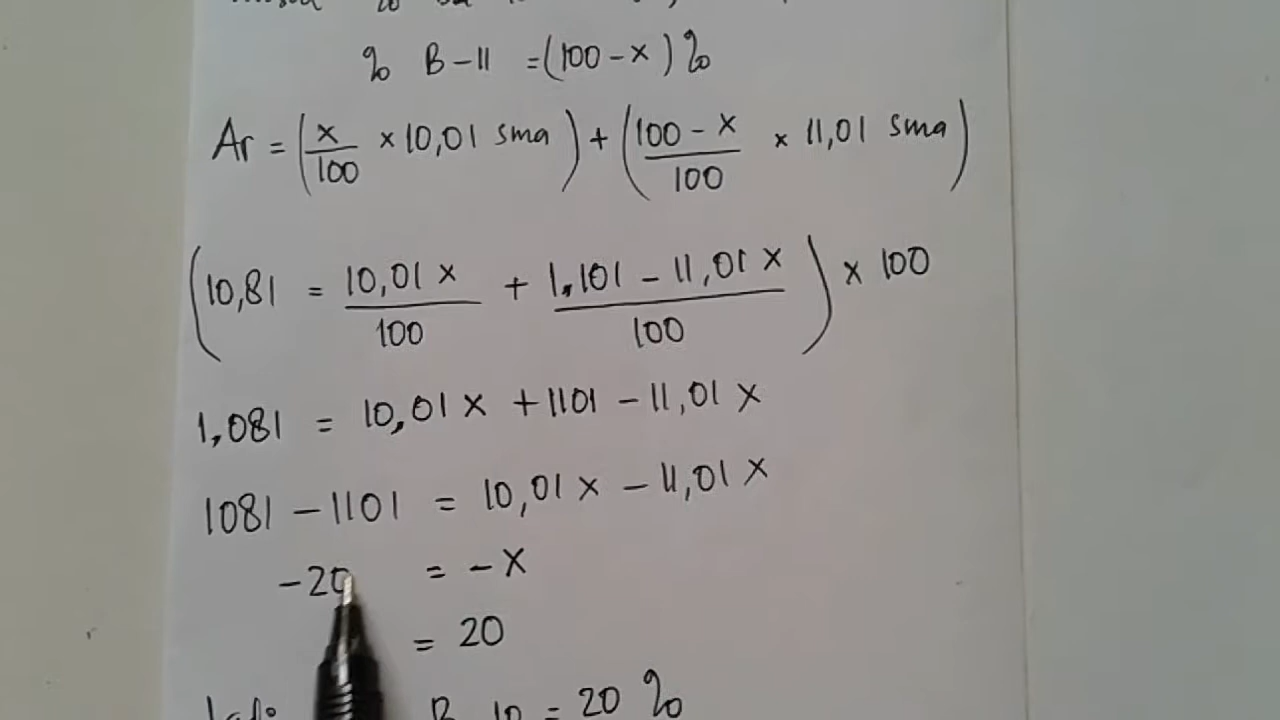 % B-11 = (100 - x) %
Ar = (x/100 × 10,01 sma) + (100 - x/100 × 11,01 sma)
(10,81 = 10,01 x/100 + 1,101 - 11,01 x/100) × 100
1,081 = 10,01 x + 1101 - 11,01 x
1081 - 1101 = 10,01 x - 11,01 x
-20 = - x
= 20
B 10 = 20 %